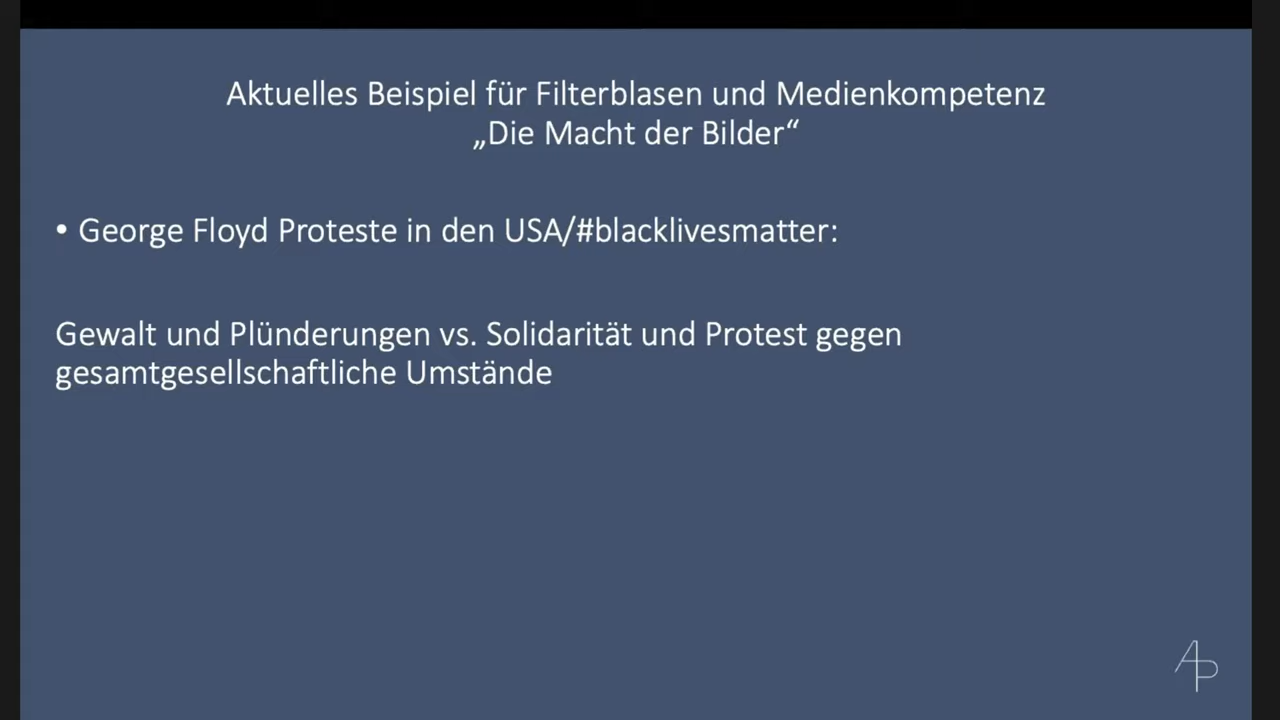 Aktuelles Beispiel für Filterblasen und Medienkompetenz
„Die Macht der Bilder“
• George Floyd Proteste in den USA/#blacklivesmatter:
Gewalt und Plünderungen vs. Solidarität und Protest gegen
gesamtgesellschaftliche Umstände
AP